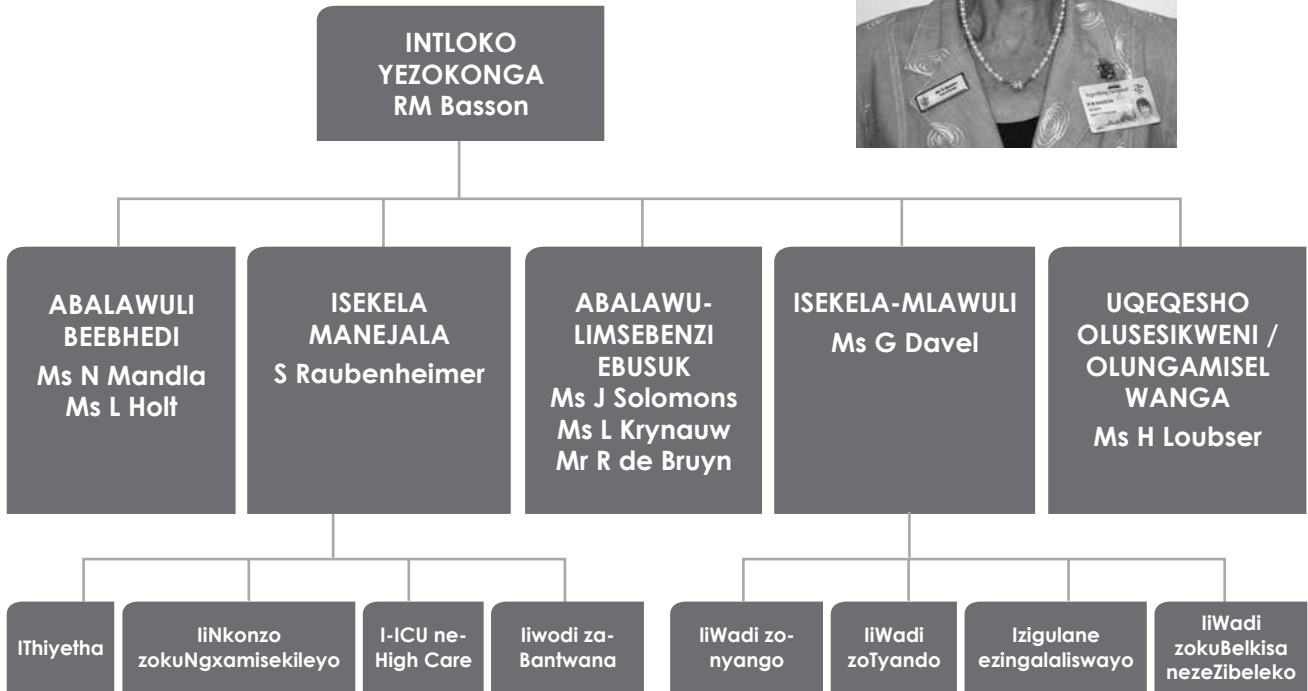 INTLOKO
YEZOKONGA
RM Basson
ABALAWULI
BEEBHEDI
Ms N Mandla
Ms L Holt
ISEKELA
MANEJALA
S Raubenheimer
ABALAWU-
LIMSEBENZI
EBUSUK
Ms J Solomons
Ms L Krynauw
Mr R de Bruyn
ISEKELA-MLAWULI
Ms G Davel
UQEQESHO
OLUSESIKWENI /
OLUNGAMISEL
WANGA
Ms H Loubser
IThiyetha
IiNkonzo
zokuNgxamisekileyo
I-ICU ne-
High Care
Iiwodi za-
Bantwana
IiWadi zo-
nyango
IiWadi
zoTyando
Izigulane
ezingalaliswayo
IiWadi
zokuBelkisa
nezeZibeleko